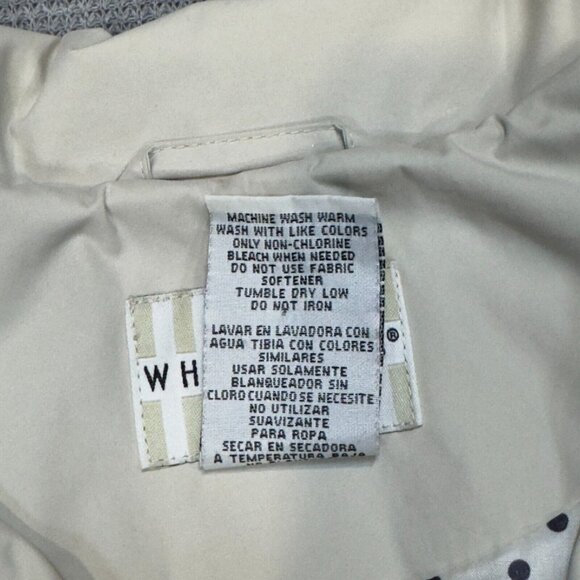 MACHINE WASH WARM
WASH WITH LIKE COLORS
ONLY NON-CHLORINE
BLEACH WHEN NEEDED
DO NOT USE FABRIC
SOFTENER
TUMBLE DRY LOW
DO NOT IRON
LAVAR EN LAVADORA CON
AGUA TIBIA CON COLORES
SIMILARES
USAR SOLAMENTE
BLANQUEADOR SIN
CLORO CUANDO SE NECESITE
NO UTILIZAR
SUAVIZANTE
PARA ROPA
SECAR EN SECADORA
A TEMPERATURA BAJA
WH ®